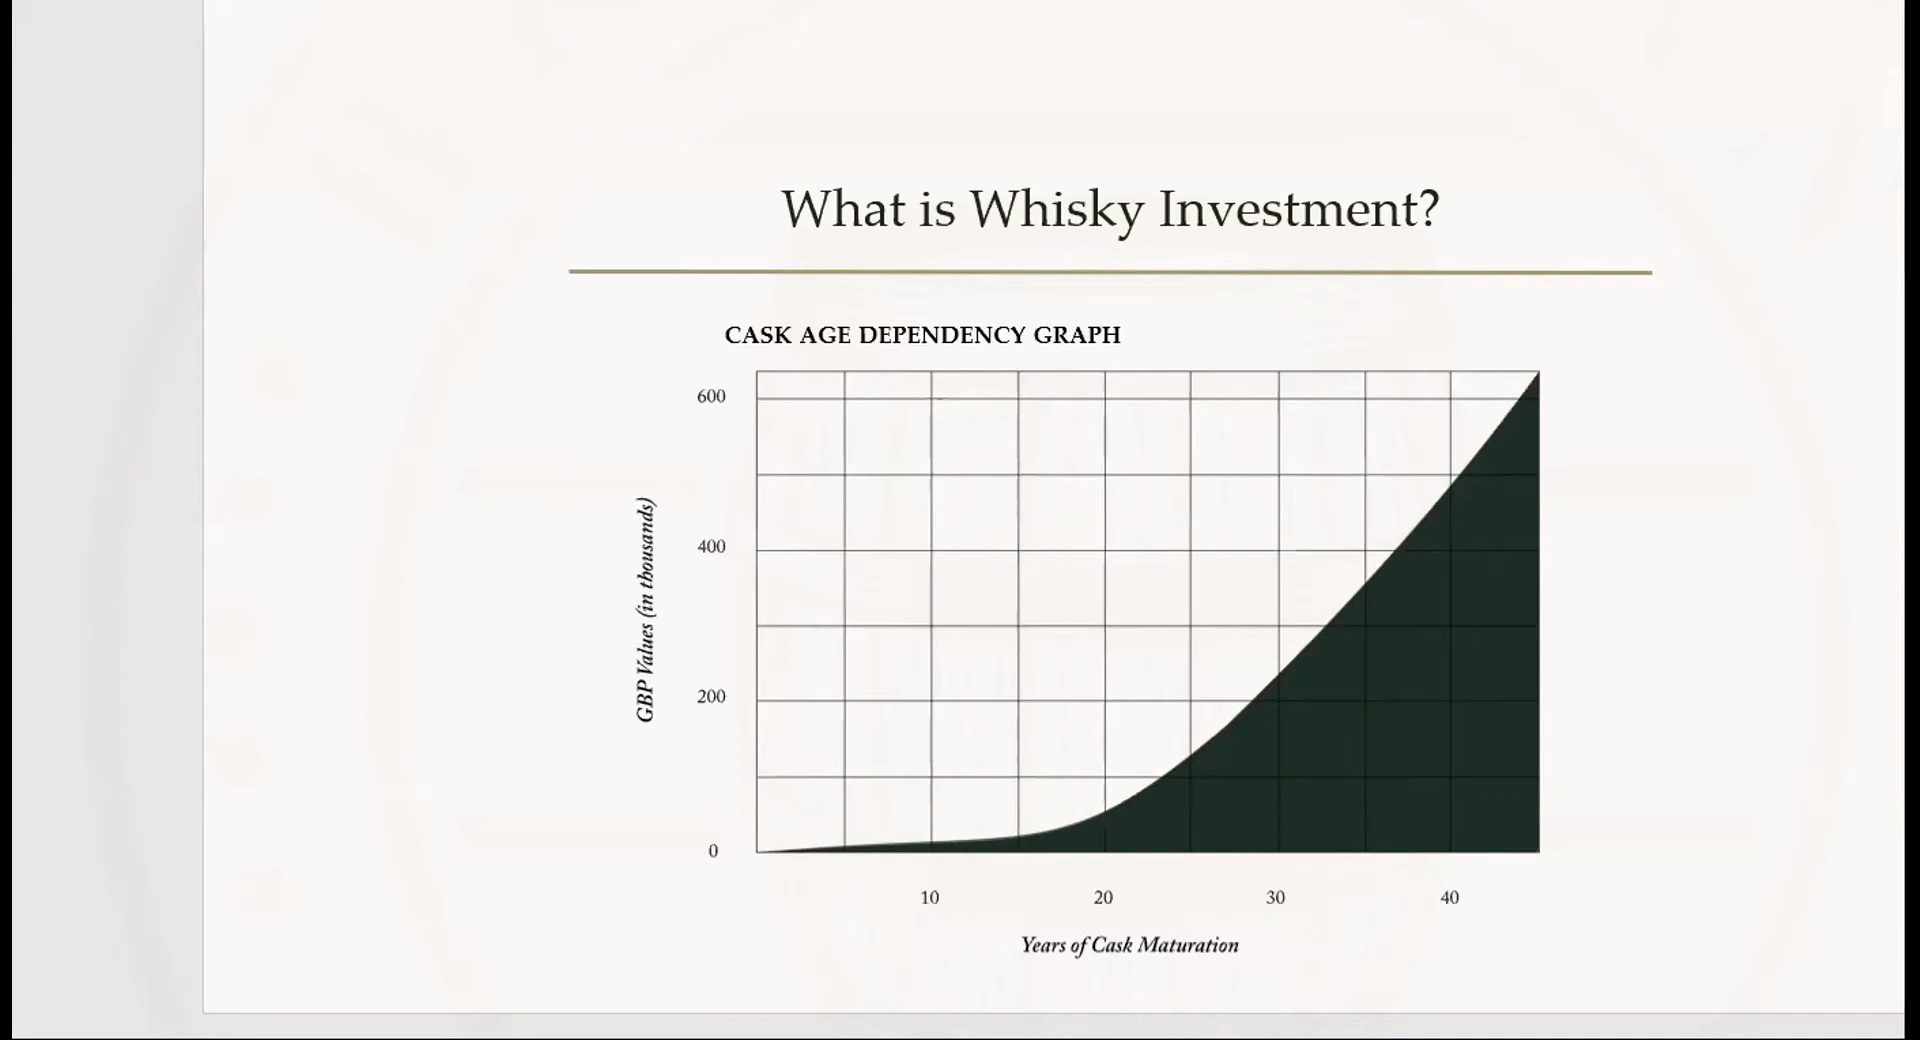 What is Whisky Investment?
CASK AGE DEPENDENCY GRAPH
600
400
200
0
GBP Values (in thousands)
10
20
30
40
Years of Cask Maturation